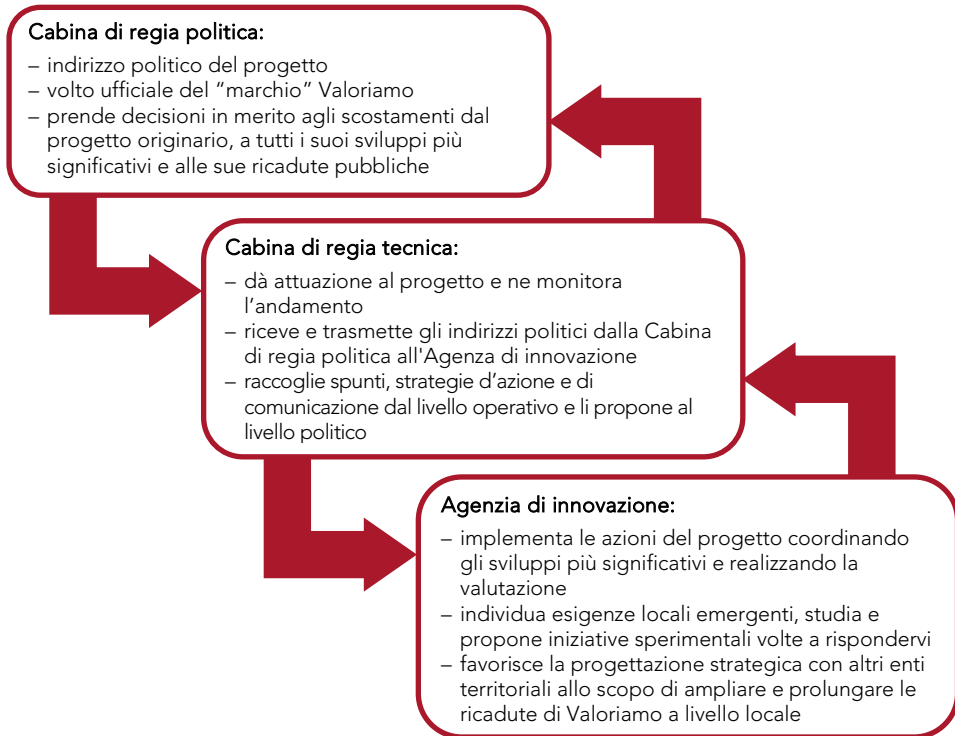 Cabina di regia politica:
– indirizzo politico del progetto
– volto ufficiale del “marchio” Valoriamo
– prende decisioni in merito agli scostamenti dal
progetto originario, a tutti i suoi sviluppi più
significativi e alle sue ricadute pubbliche
Cabina di regia tecnica:
– dà attuazione al progetto e ne monitora
l’andamento
– riceve e trasmette gli indirizzi politici dalla Cabina
di regia politica all'Agenza di innovazione
– raccoglie spunti, strategie d’azione e di
comunicazione dal livello operativo e li propone al
livello politico
Agenzia di innovazione:
– implementa le azioni del progetto coordinando
gli sviluppi più significativi e realizzando la
valutazione
– individua esigenze locali emergenti, studia e
propone iniziative sperimentali volte a rispondervi
– favorisce la progettazione strategica con altri enti
territoriali allo scopo di ampliare e prolungare le
ricadute di Valoriamo a livello locale